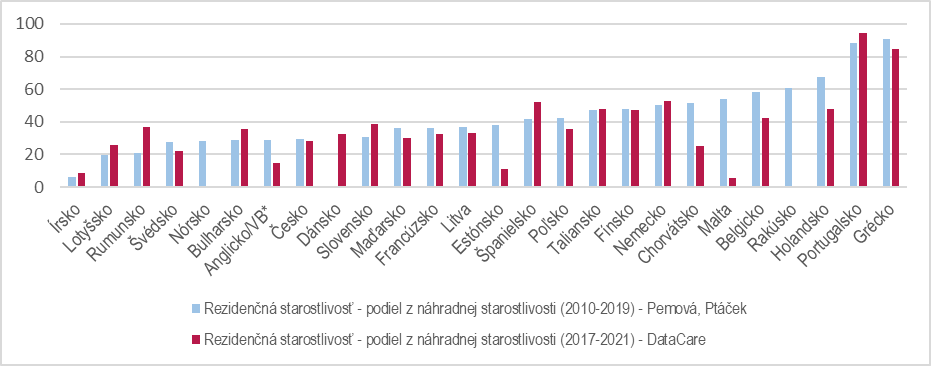 100
80
60
40
20
0
Írsko
Lotyšsko
Rumunsko
Švédsko
Nórsko
Bulharsko
Anglicko/VB*
Česko
Dánsko
Slovensko
Maďarsko
Francúzsko
Litva
Estónsko
Španielsko
Poľsko
Taliansko
Fínsko
Nemecko
Chorvátsko
Malta
Belgicko
Rakúsko
Holandsko
Portugalsko
Grécko
Rezidenčná starostlivosť - podiel z náhradnej starostlivosti (2010-2019) - Pemová, Ptáček
Rezidenčná starostlivosť - podiel z náhradnej starostlivosti (2017-2021) - DataCare